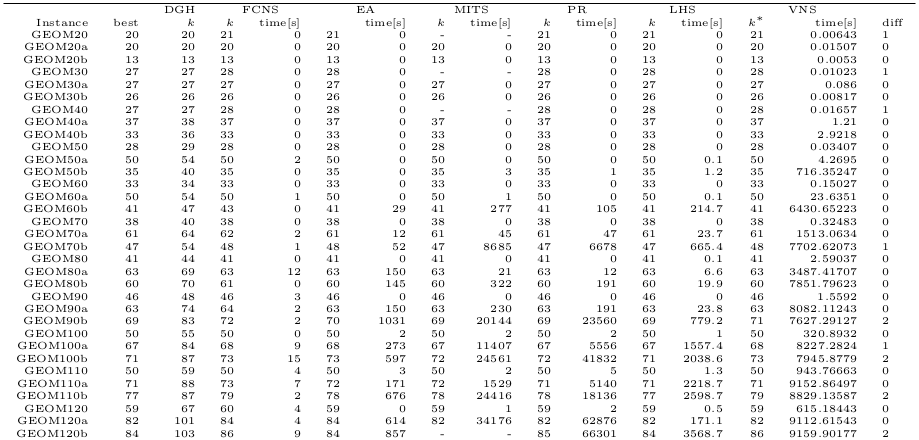 DGH FCNS EA MITS PR LHS VNS
Instance best k k time[s] time[s] k time[s] k time[s] k time[s] k* time[s] diff
GEOM20 20 20 21 0 21 0 - - 21 0 21 0 21 0.00643 1
GEOM20a 20 20 20 0 20 0 20 0 20 0 20 0 20 0.01507 0
GEOM20b 13 13 13 0 13 0 13 0 13 0 13 0 13 0.0053 0
GEOM30 27 27 28 0 28 0 - - 28 0 28 0 28 0.01023 1
GEOM30a 27 27 27 0 27 0 27 0 27 0 27 0 27 0.086 0
GEOM30b 26 26 26 0 26 0 26 0 26 0 26 0 26 0.00817 0
GEOM40 27 27 28 0 28 0 - - 28 0 28 0 28 0.01657 1
GEOM40a 37 38 37 0 37 0 37 0 37 0 37 0 37 1.21 0
GEOM40b 33 36 33 0 33 0 33 0 33 0 33 0 33 2.9218 0
GEOM50 28 29 28 0 28 0 28 0 28 0 28 0 28 0.03407 0
GEOM50a 50 54 50 2 50 0 50 0 50 0 50 0.1 50 4.2695 0
GEOM50b 35 40 35 0 35 0 35 3 35 1 35 1.2 35 716.35247 0
GEOM60 33 34 33 0 33 0 33 0 33 0 33 0 33 0.15027 0
GEOM60a 50 54 50 1 50 0 50 1 50 0 50 0.1 50 23.6351 0
GEOM60b 41 47 43 0 41 29 41 277 41 105 41 214.7 41 6430.65223 0
GEOM70 38 40 38 0 38 0 38 0 38 0 38 0 38 0.32483 0
GEOM70a 61 64 62 2 61 12 61 45 61 47 61 23.7 61 1513.0634 0
GEOM70b 47 54 48 1 48 52 47 8685 47 6678 47 665.4 48 7702.62073 1
GEOM80 41 44 41 0 41 0 41 0 41 0 41 0.1 41 2.59037 0
GEOM80a 63 69 63 12 63 150 63 21 63 12 63 6.6 63 3487.41707 0
GEOM80b 60 70 61 0 60 145 60 322 60 191 60 19.9 60 7851.79623 0
GEOM90 46 48 46 3 46 0 46 0 46 0 46 0 46 1.5592 0
GEOM90a 63 74 64 2 63 150 63 230 63 191 63 23.8 63 8082.11243 0
GEOM90b 69 83 72 2 70 1031 69 20144 69 23560 69 779.2 71 7627.29127 2
GEOM100 50 55 50 0 50 2 50 2 50 2 50 1 50 320.8932 0
GEOM100a 67 84 68 9 68 273 67 11407 67 5556 67 1557.4 68 8227.2824 1
GEOM100b 71 87 73 15 73 597 72 24561 72 41832 71 2038.6 73 7945.8779 2
GEOM110 50 59 50 4 50 3 50 2 50 5 50 1.3 50 943.76663 0
GEOM110a 71 88 73 7 72 171 72 1529 71 5140 71 2218.7 71 9152.86497 0
GEOM110b 77 87 79 2 78 676 78 24416 78 18136 77 2598.7 79 8829.13587 2
GEOM120 59 67 60 4 59 0 59 1 59 2 59 0.5 59 615.18443 0
GEOM120a 82 101 84 4 84 614 82 34176 82 62876 82 171.1 82 9112.61543 0
GEOM120b 84 103 86 9 84 857 - - 85 66301 84 3568.7 86 9159.90177 2